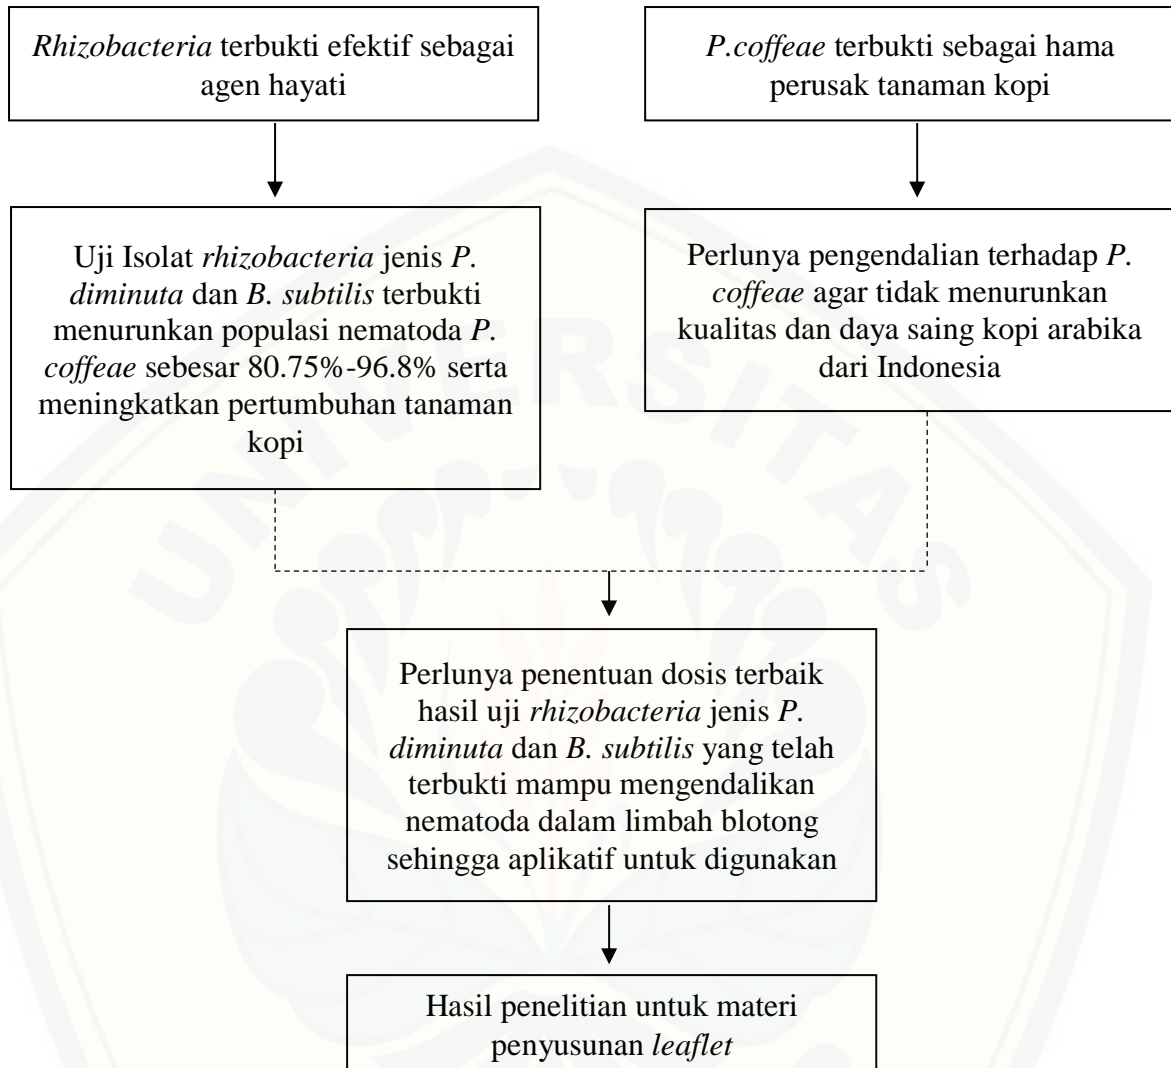 Rhizobacteria terbukti efektif sebagai
agen hayati
P.coffeae terbukti sebagai hama
perusak tanaman kopi
Uji Isolat rhizobacteria jenis P.
diminuta dan B. subtilis terbukti
menurunkan populasi nematoda P.
coffeae sebesar 80.75%-96.8% serta
meningkatkan pertumbuhan tanaman
kopi
Perlunya pengendalian terhadap P.
coffeae agar tidak menurunkan
kualitas dan daya saing kopi arabika
dari Indonesia
UNIVERSITAS
Perlunya penentuan dosis terbaik
hasil uji rhizobacteria jenis P.
diminuta dan B. subtilis yang telah
terbukti mampu mengendalikan
nematoda dalam limbah blotong
sehingga aplikatif untuk digunakan
Hasil penelitian untuk materi
penyusunan leaflet